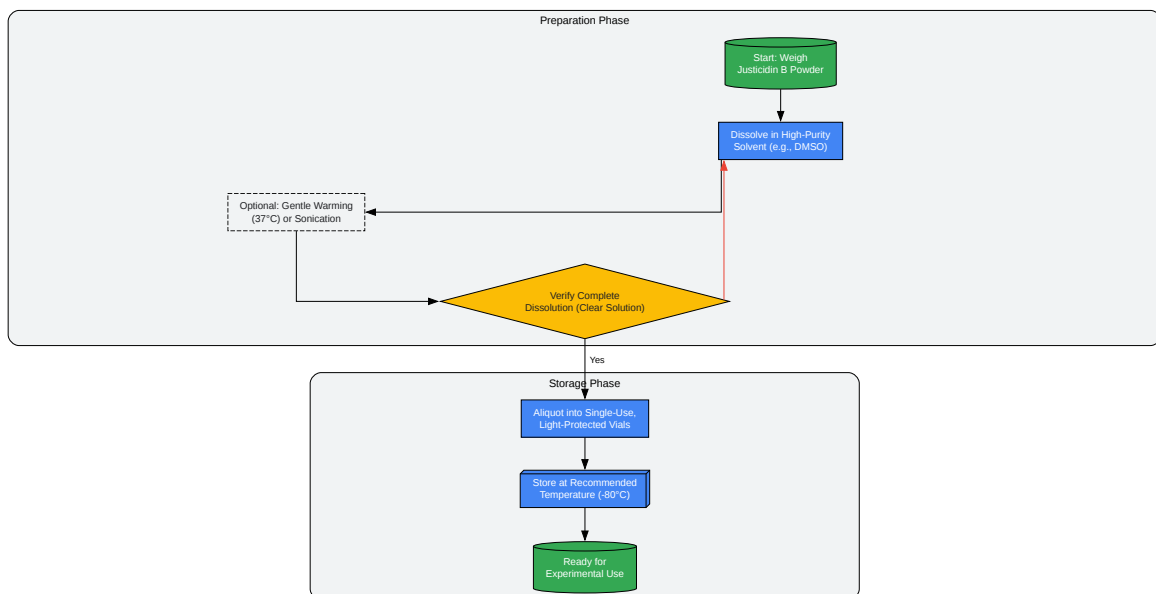 Preparation Phase
Start: Weigh
Justicidin B Powder
Dissolve in High-Purity
Solvent (e.g., DMSO)
Optional: Gentle Warming
(37°C) or Sonication
Verify Complete
Dissolution (Clear Solution)
Yes
Storage Phase
Aliquot into Single-Use,
Light-Protected Vials
Store at Recommended
Temperature (-80°C)
Ready for
Experimental Use